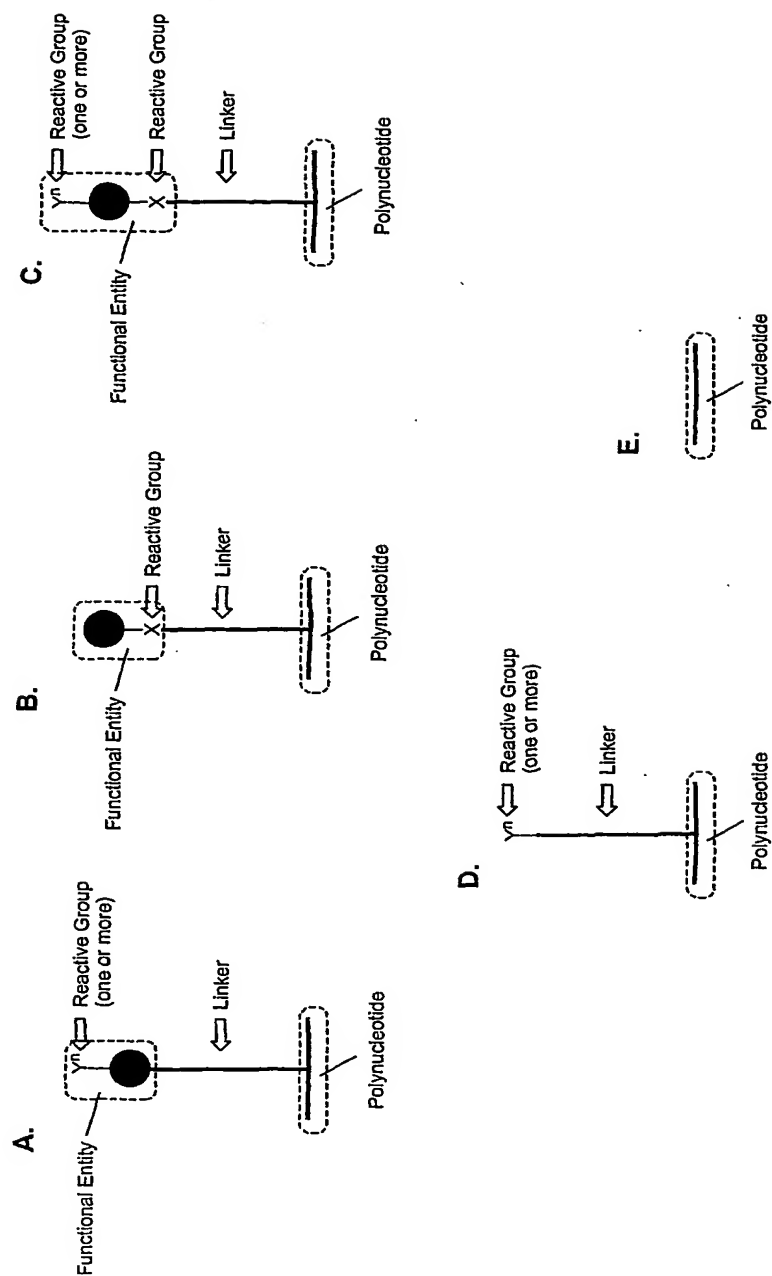 A.
Functional Entity
Yn
Reactive Group
(one or more)
Linker
Polynucleotide
B.
Functional Entity
X
Reactive Group
Linker
Polynucleotide
C.
Functional Entity
Yn
Reactive Group
(one or more)
X
Reactive Group
Linker
Polynucleotide
D.
Yn
Reactive Group
(one or more)
Linker
Polynucleotide
E.
Polynucleotide